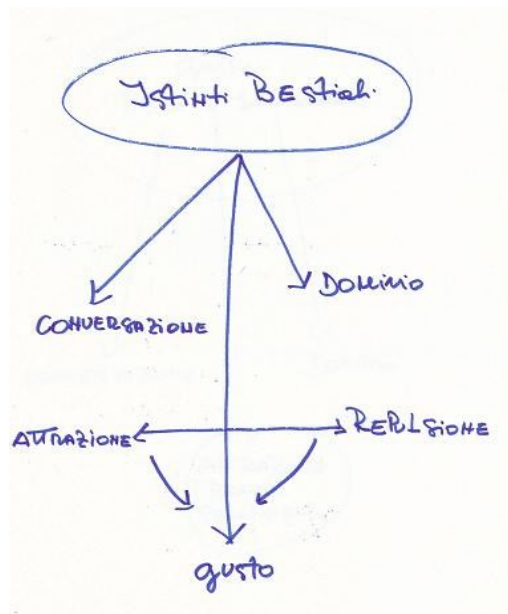 Istinti BEstiali
Dominio
CONVERSAZIONE
ATTRAZIONE
REPULSIONE
gusto